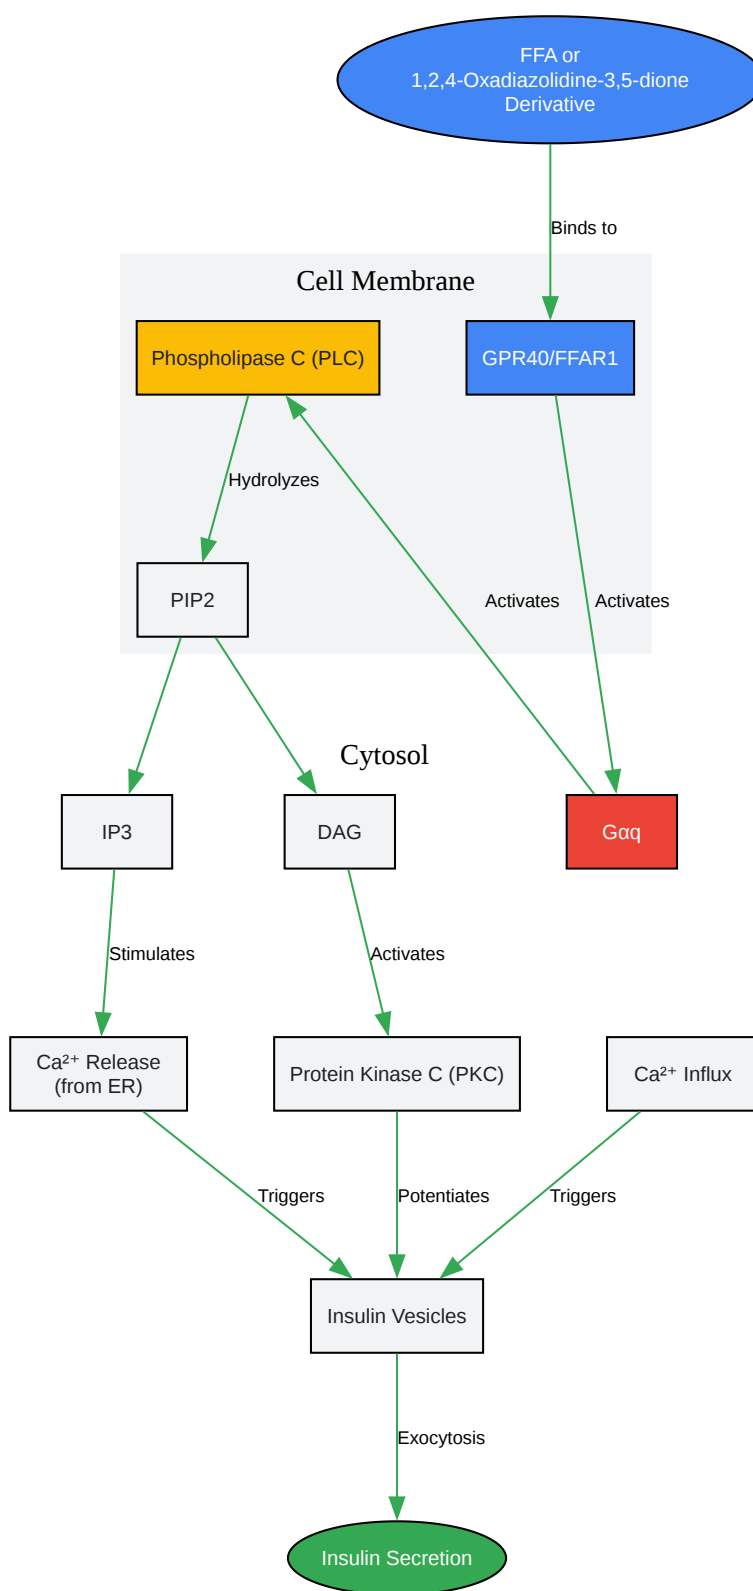 FFA or
1,2,4-Oxadiazolidine-3,5-dione
Derivative
Binds to
Cell Membrane
Phospholipase C (PLC)
GPR40/FFAR1
Hydrolyzes
PIP2
Activates
Activates
Cytosol
IP3
DAG
Gαq
Stimulates
Activates
Ca²⁺ Release
(from ER)
Protein Kinase C (PKC)
Ca²⁺ Influx
Triggers
Potentiates
Triggers
Insulin Vesicles
Exocytosis
Insulin Secretion